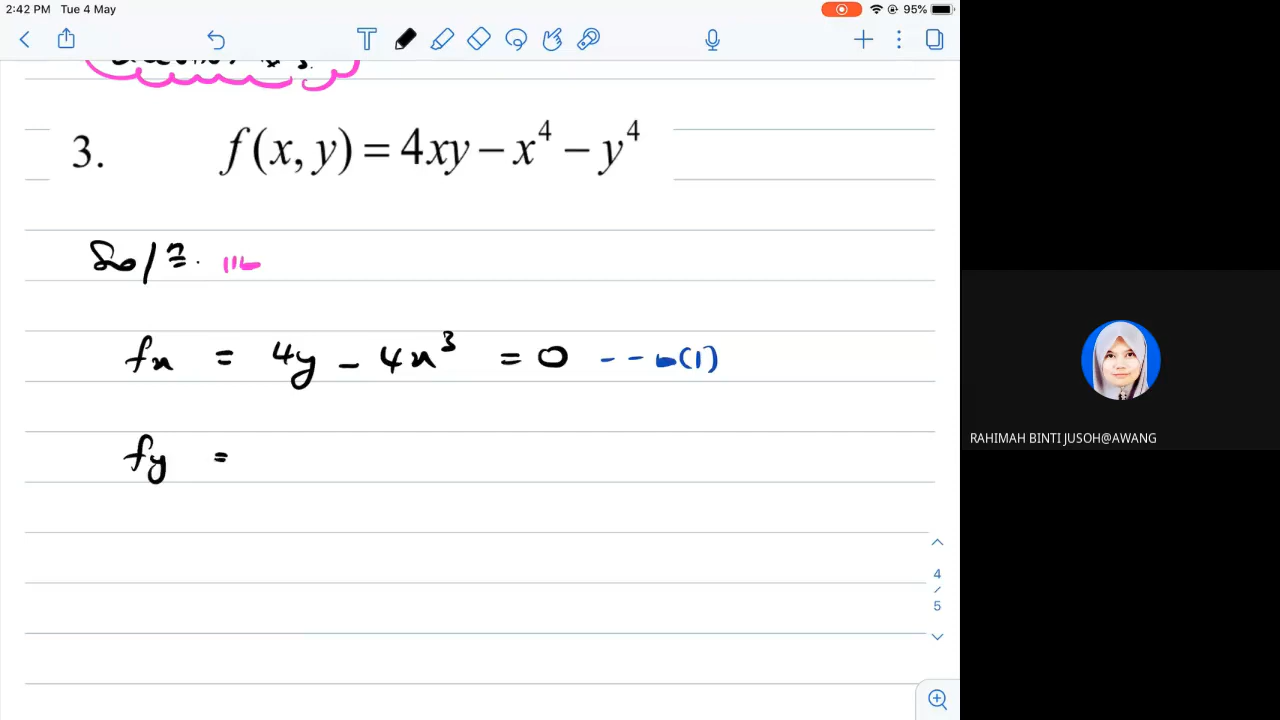 2:42 PM Tue 4 May
95%
T
3. f(x, y) = 4xy − x⁴ − y⁴
Sol².
fx = 4y − 4x³ = 0 - - - (1)
fy =
4
/
5
RAHIMAH BINTI JUSOH@AWANG